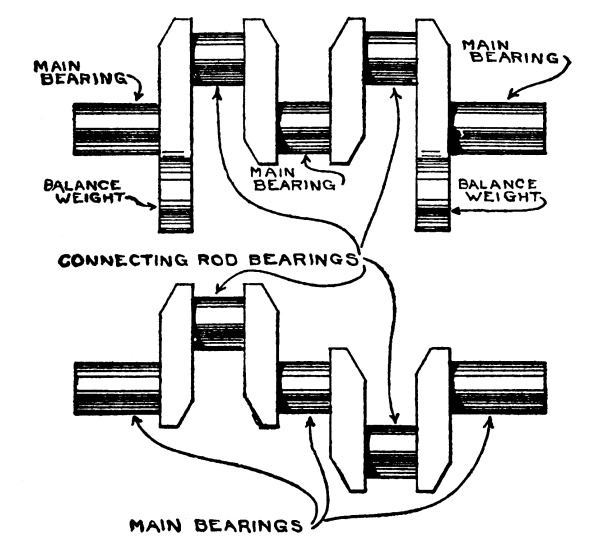 MAIN
BEARING
MAIN
BEARING
MAIN
BEARING
BALANCE
WEIGHT
BALANCE
WEIGHT
CONNECTING ROD BEARINGS
MAIN BEARINGS